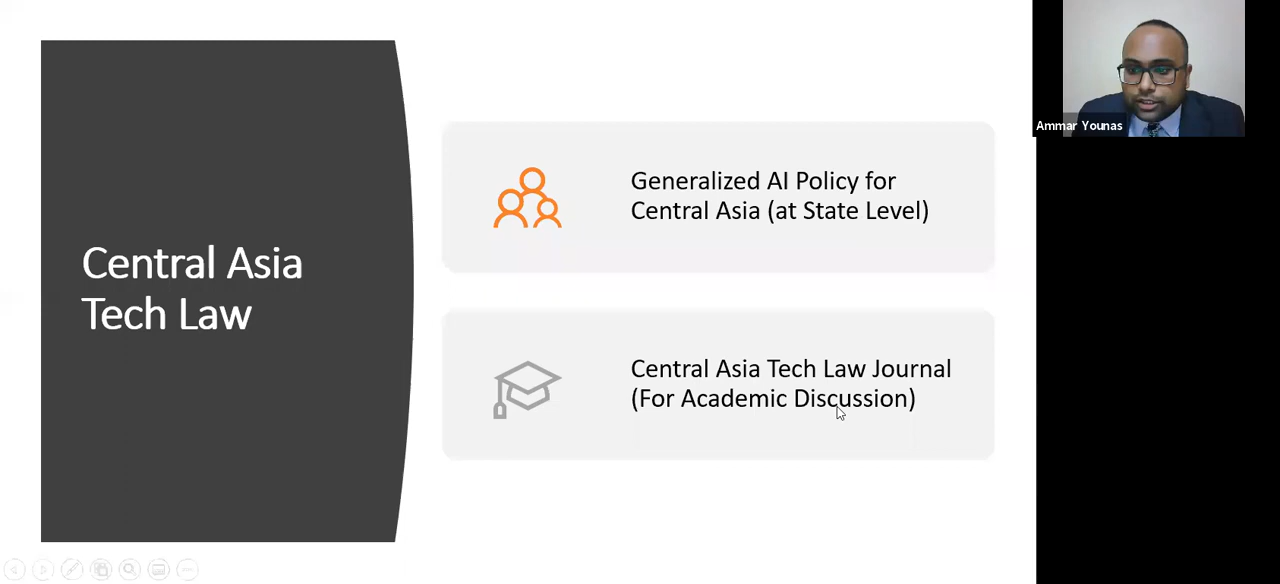 Central Asia
Tech Law
Generalized AI Policy for
Central Asia (at State Level)
Central Asia Tech Law Journal
(For Academic Discussion)
Ammar Younas